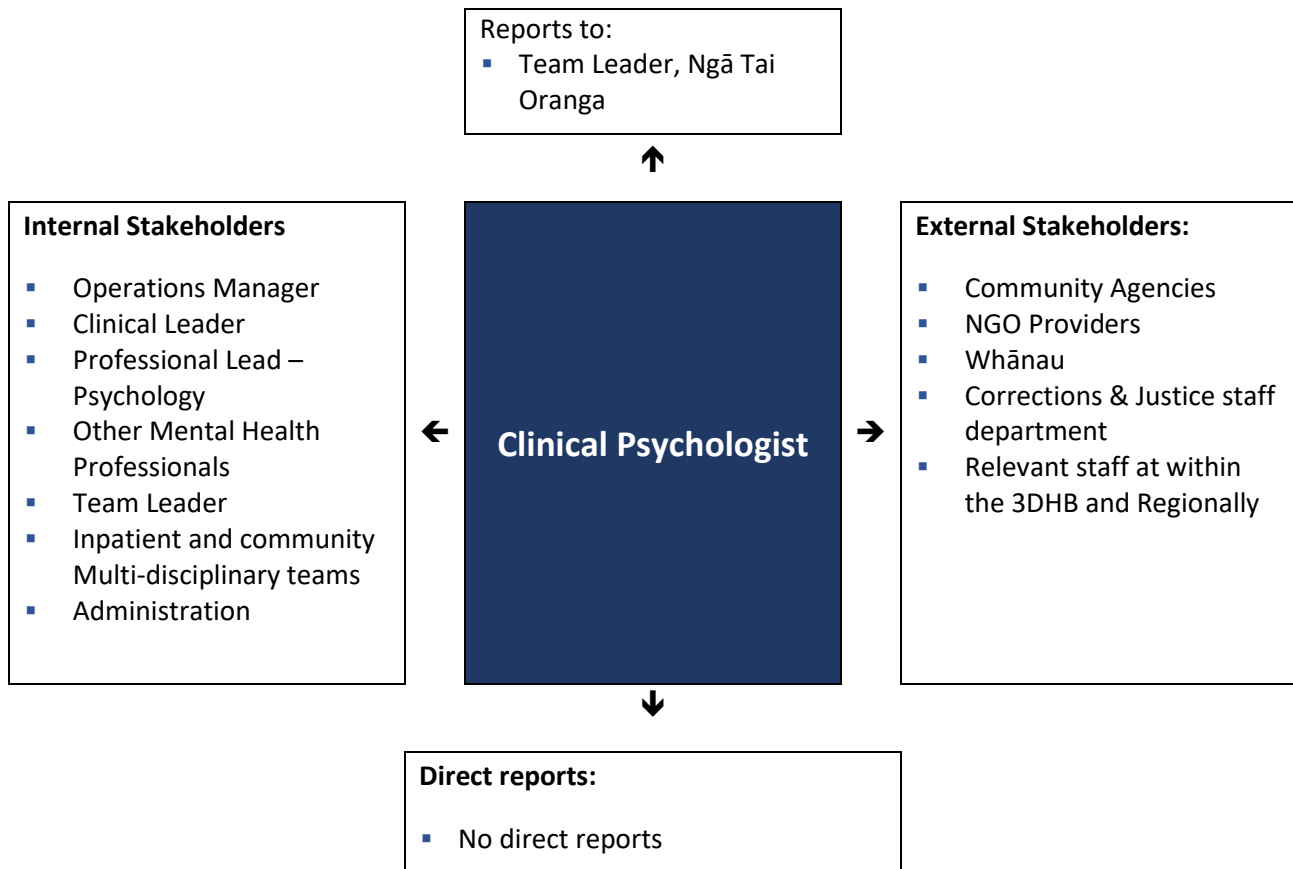 Reports to:
▪ Team Leader, Ngā Tai
Oranga
Internal Stakeholders
▪ Operations Manager
▪ Clinical Leader
▪ Professional Lead –
Psychology
▪ Other Mental Health
Professionals
▪ Team Leader
▪ Inpatient and community
Multi-disciplinary teams
▪ Administration
Clinical Psychologist
External Stakeholders:
▪ Community Agencies
▪ NGO Providers
▪ Whānau
▪ Corrections & Justice staff
department
▪ Relevant staff at within
the 3DHB and Regionally
Direct reports:
▪ No direct reports